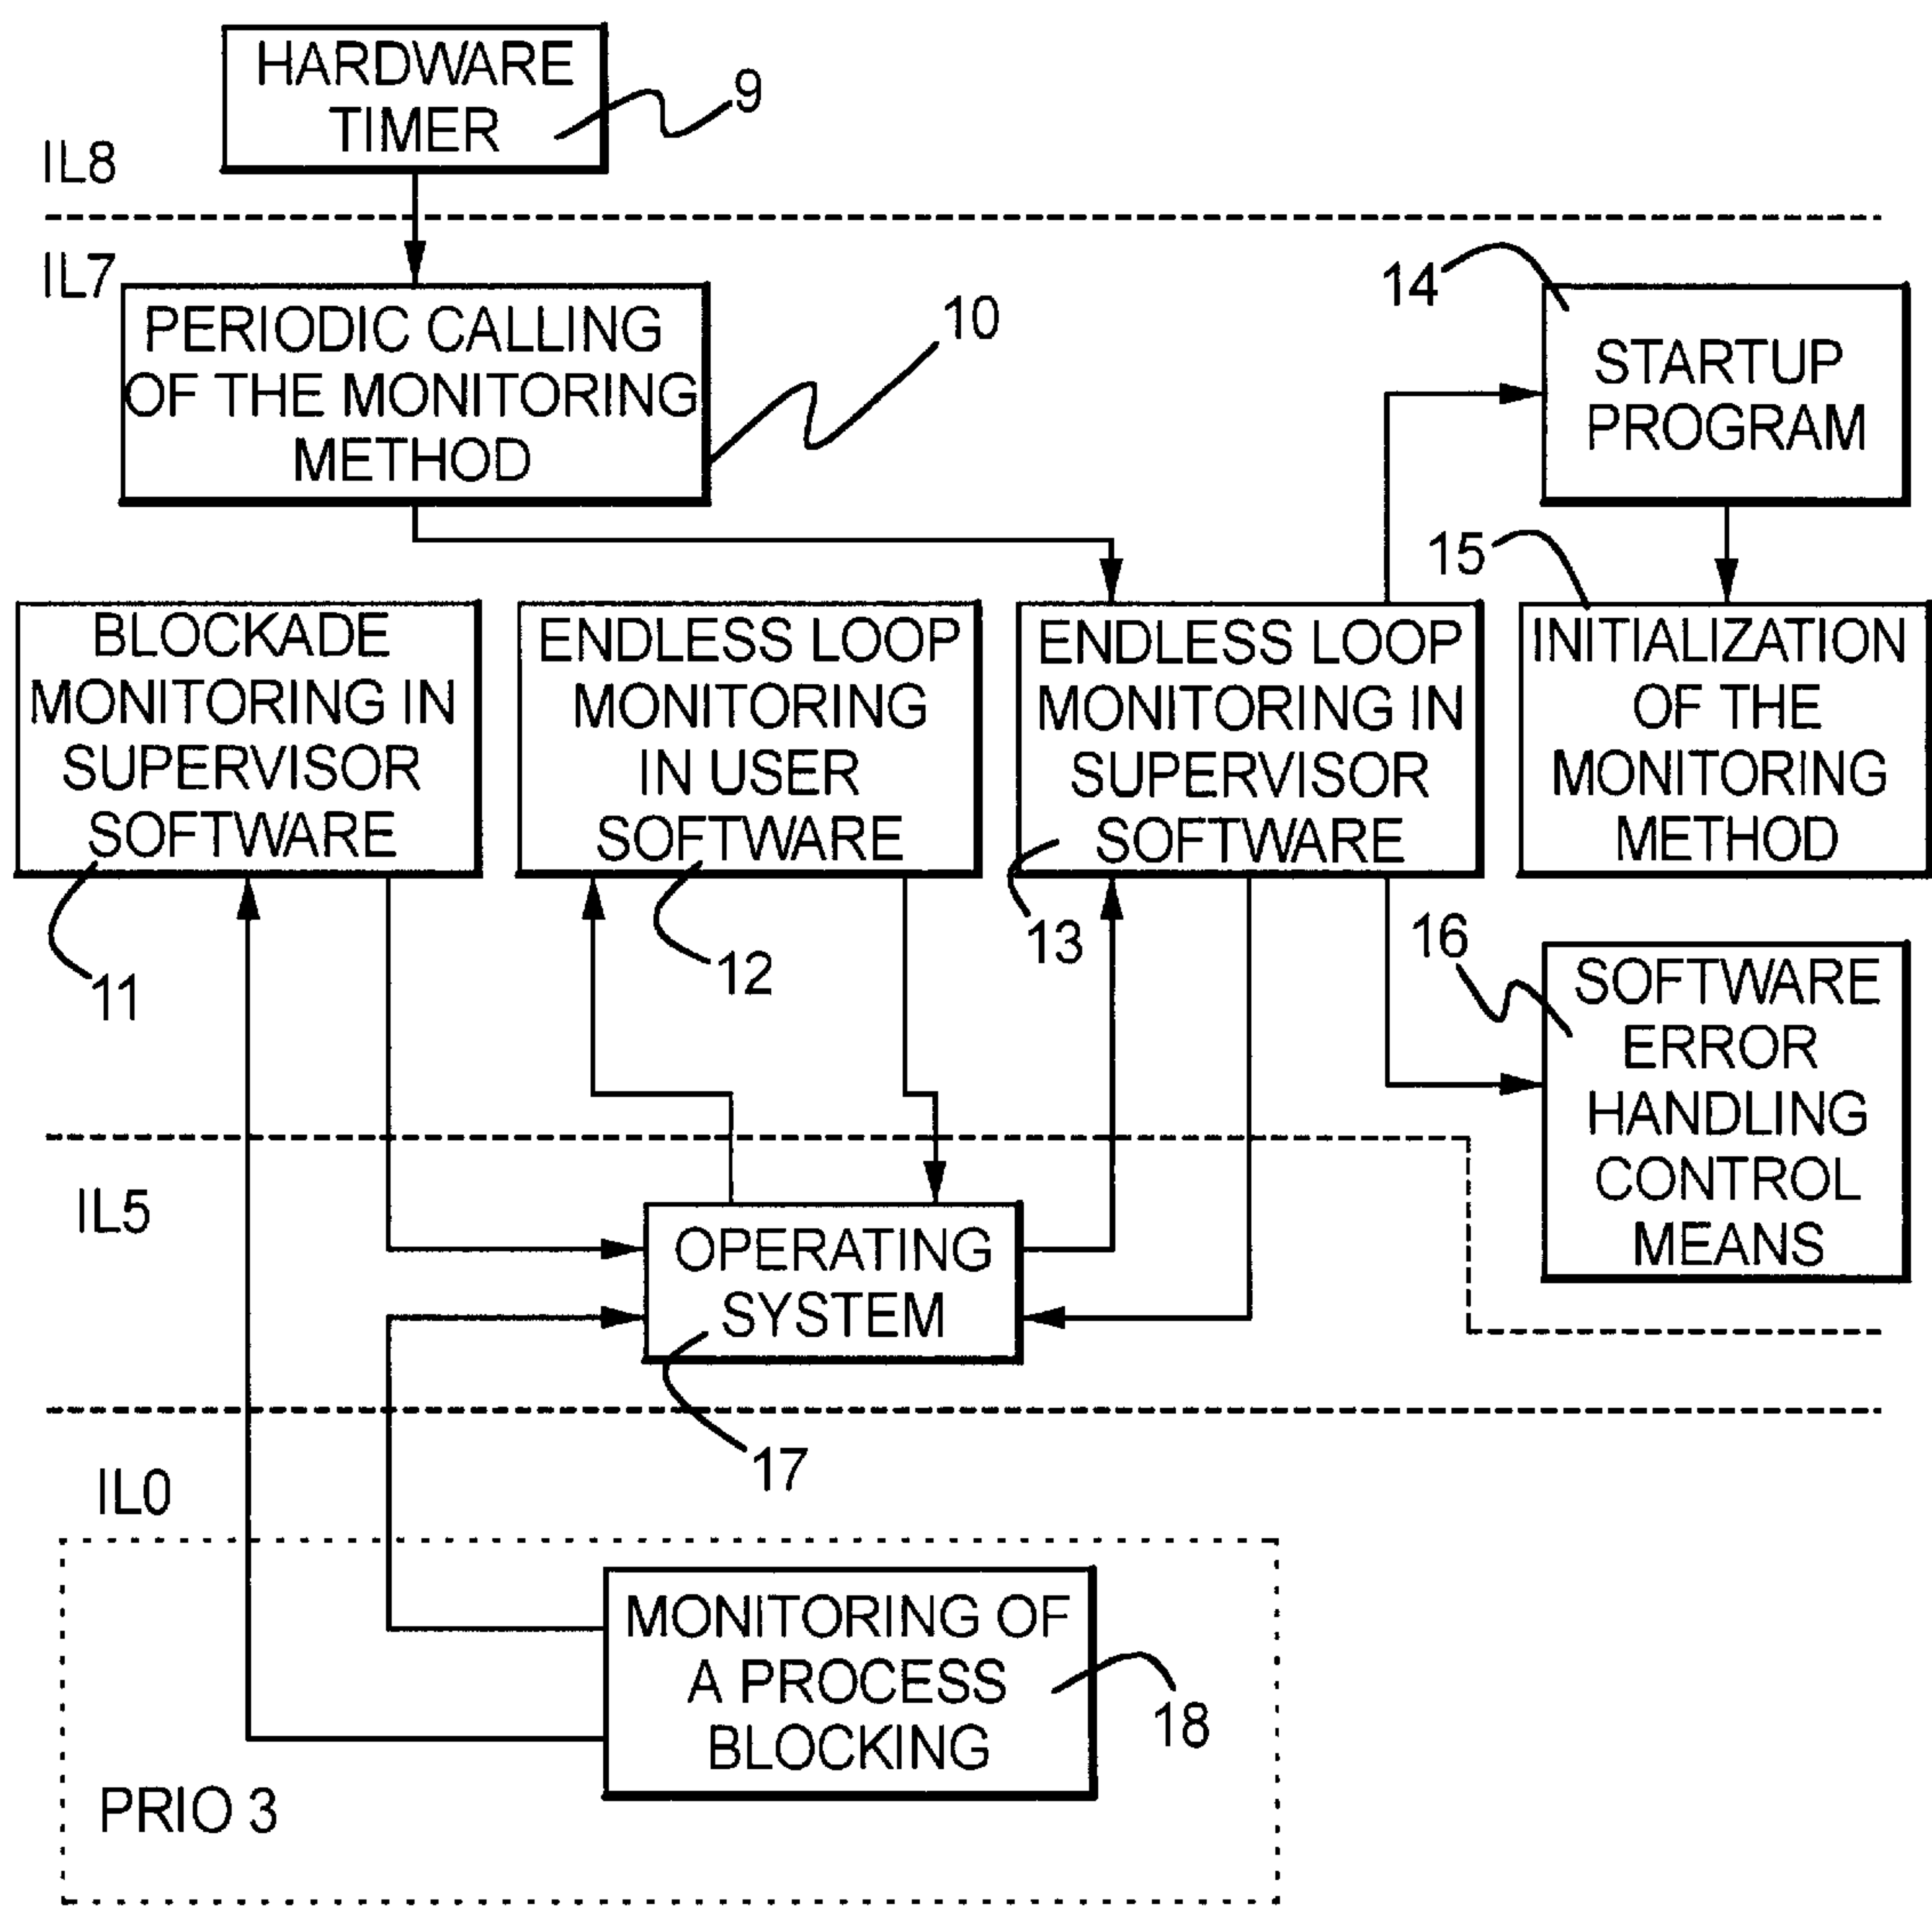 HARDWARE
TIMER
9
IL8
IL7
PERIODIC CALLING
OF THE MONITORING
METHOD
10
14
STARTUP
PROGRAM
15
BLOCKADE
MONITORING IN
SUPERVISOR
SOFTWARE
11
ENDLESS LOOP
MONITORING
IN USER
SOFTWARE
12
ENDLESS LOOP
MONITORING IN
SUPERVISOR
SOFTWARE
13
INITIALIZATION
OF THE
MONITORING
METHOD
16
SOFTWARE
ERROR
HANDLING
CONTROL
MEANS
IL5
OPERATING
SYSTEM
17
IL0
MONITORING OF
A PROCESS
BLOCKING
18
PRIO 3